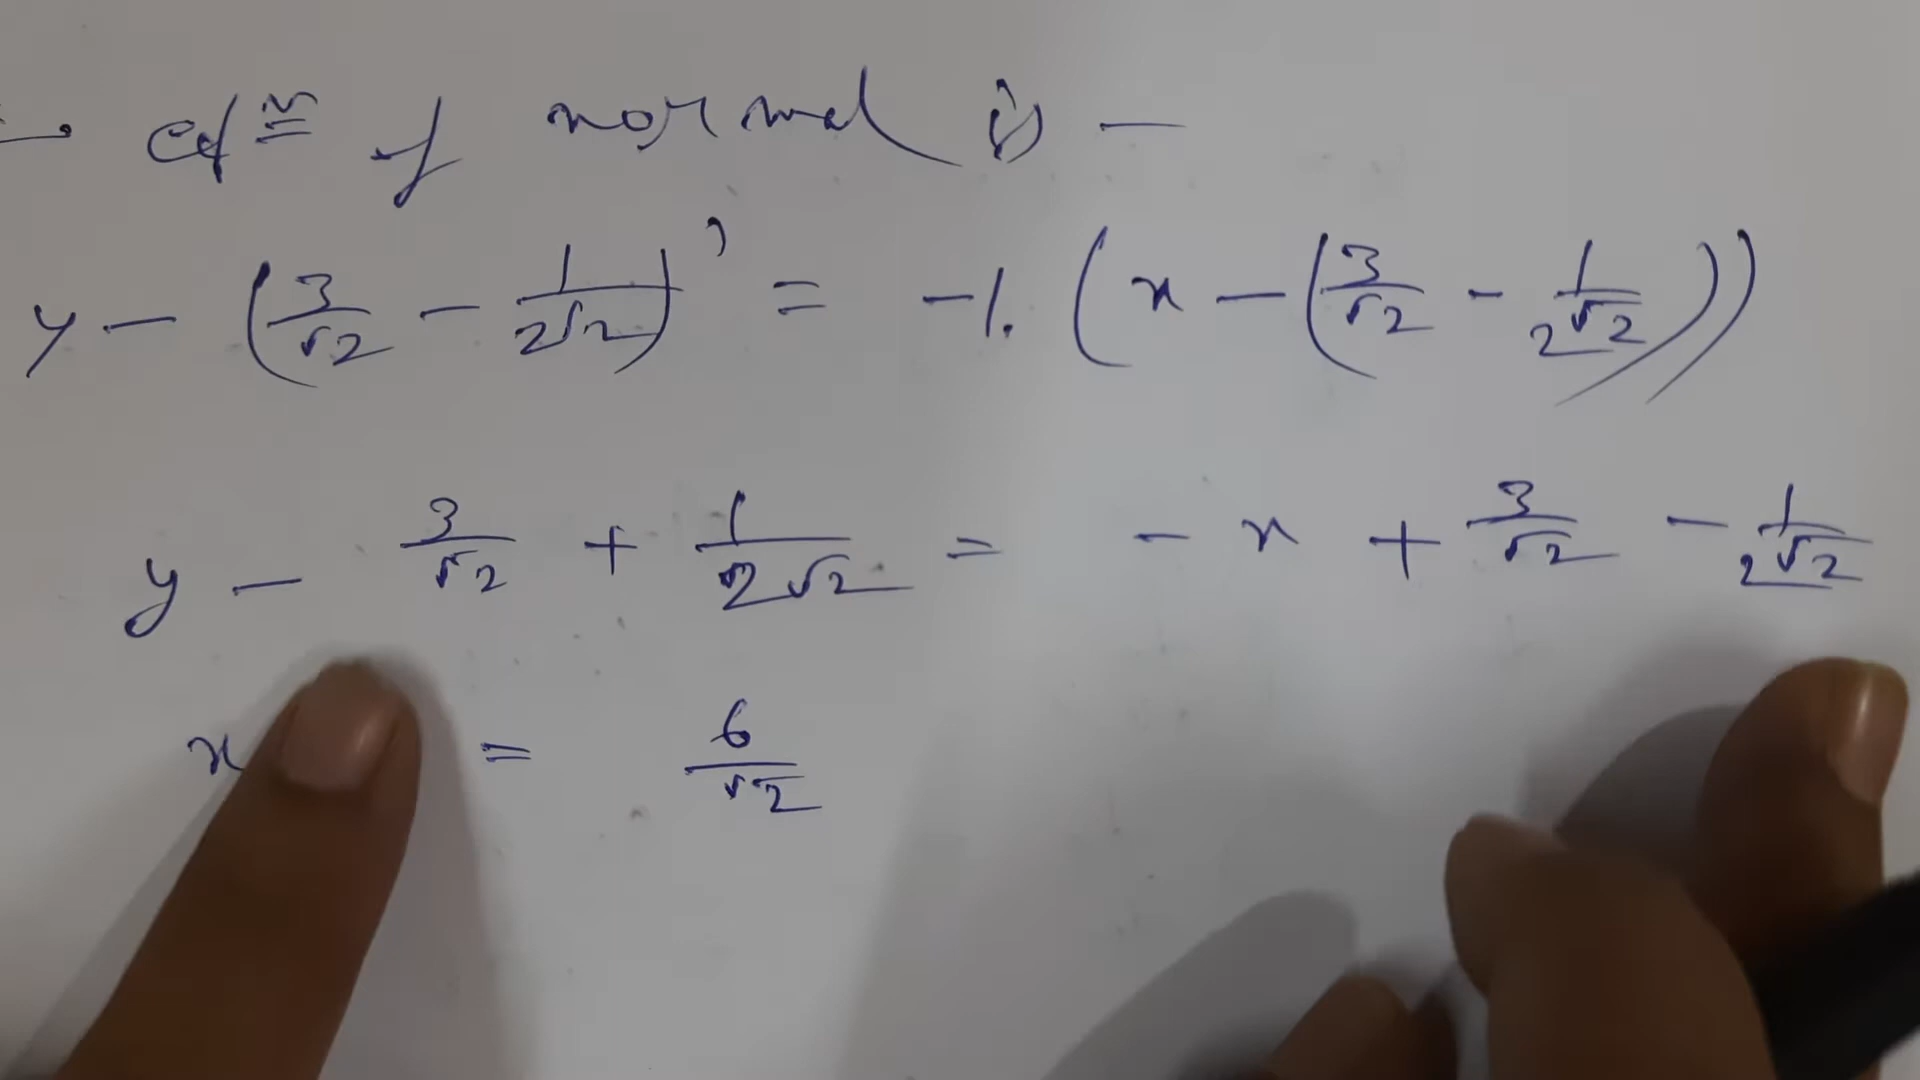 eqⁿ of normal is —
y - (3/√2 - 1/2√2) = -1. (x - (3/√2 - 1/2√2))
y - 3/√2 + 1/2√2 = - x + 3/√2 - 1/2√2
x = 6/√2